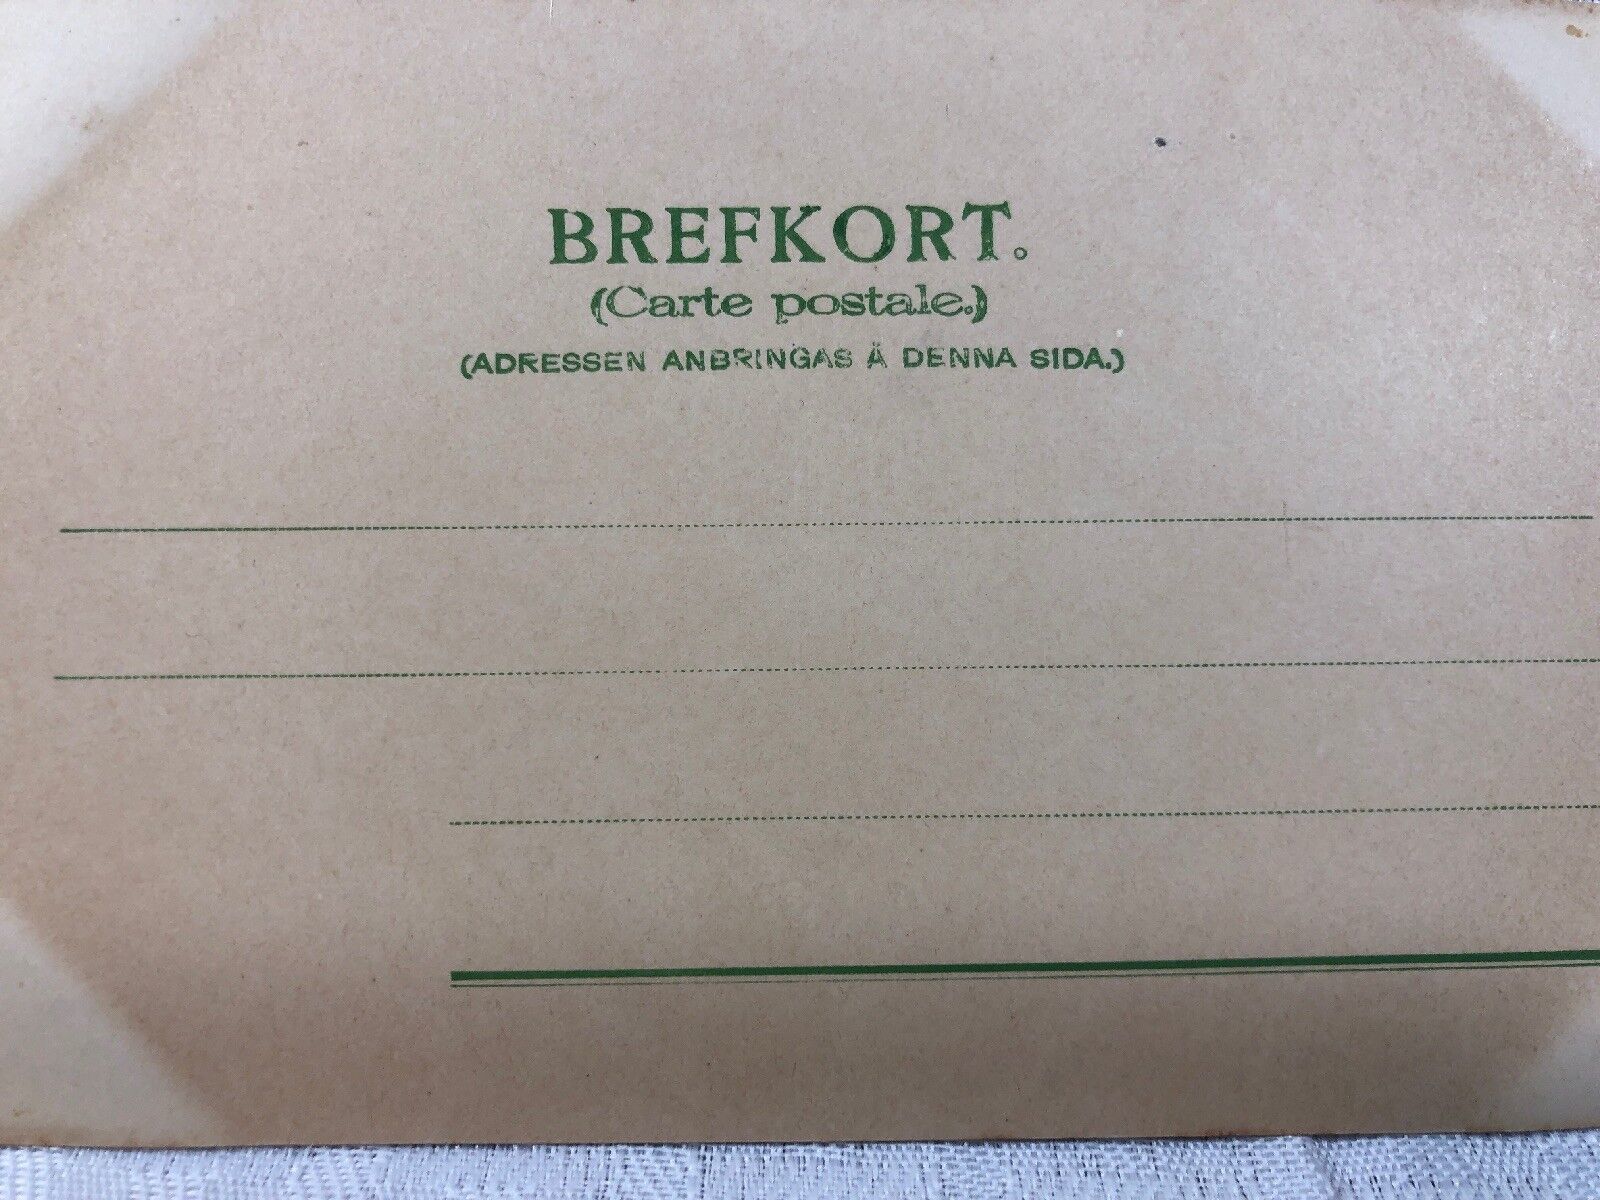 BREFKORT.
(Carte postale.)
(ADRESSEN ANBRINGAS Å DENNA SIDA.)